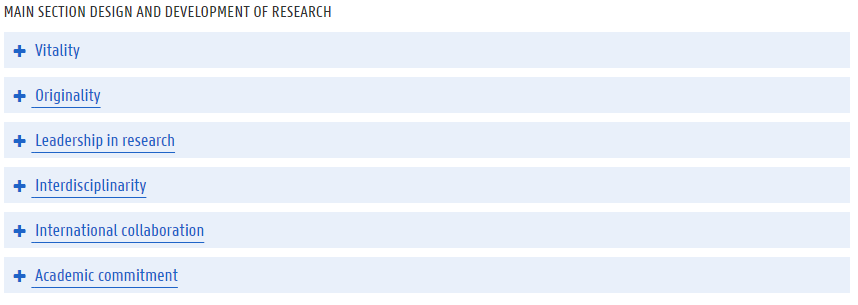 MAIN SECTION DESIGN AND DEVELOPMENT OF RESEARCH
Vitality
Originality
Leadership in research
Interdisciplinarity
International collaboration
Academic commitment